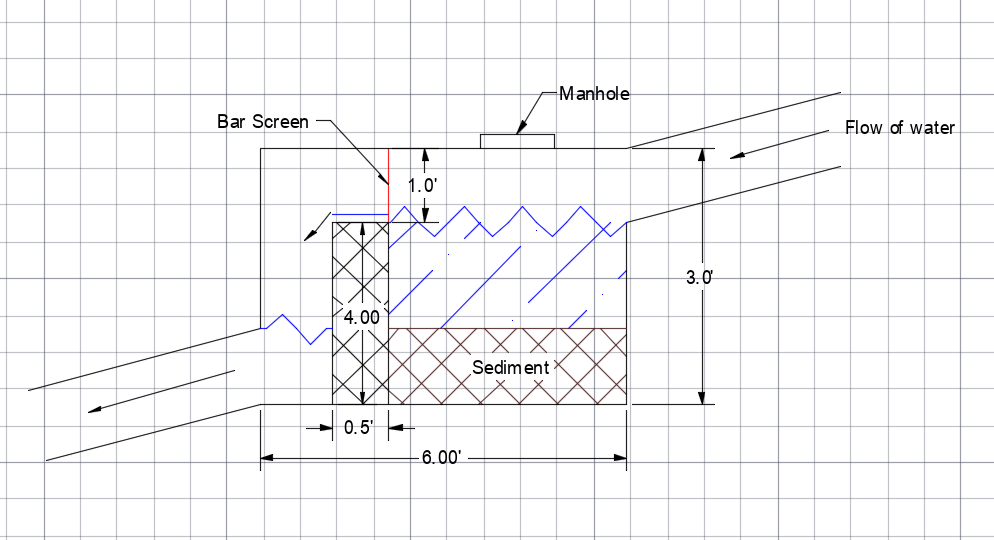 Manhole
Bar Screen
Flow of water
1.0'
3.0'
4.00
Sediment
0.5'
6.00'